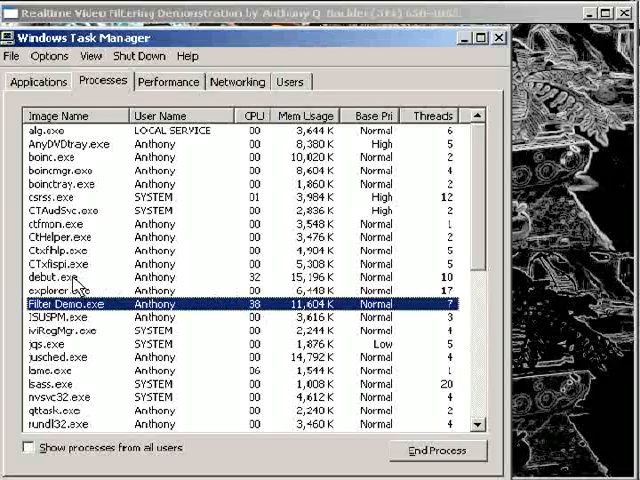 Realtime Video Filtering Demonstration by Anthony Q. Bachler
Windows Task Manager
File Options View Shut Down Help
Applications Processes Performance Networking Users
Image Name User Name CPU Mem Usage Base Pri Threads
alg.exe LOCAL SERVICE 00 3,644 K Normal 6
AnyDVDtray.exe Anthony 00 8,380 K High 5
boinc.exe Anthony 00 10,020 K Normal 2
boincmgr.exe Anthony 00 8,604 K Normal 4
boinctray.exe Anthony 00 1,860 K Normal 2
csrss.exe SYSTEM 01 3,984 K High 12
CTAudSvc.exe SYSTEM 00 2,836 K High 2
ctfmon.exe Anthony 00 3,548 K Normal 1
CtHelper.exe Anthony 00 3,476 K Normal 2
Ctxfihlp.exe Anthony 00 4,904 K Normal 2
CTxfispi.exe Anthony 00 5,308 K Normal 2
debut.exe Anthony 32 15,196 K Normal 10
explorer.exe Anthony 00 6,448 K Normal 17
Filter Demo.exe Anthony 38 11,604 K Normal 7
ISUSPM.exe Anthony 00 3,616 K Normal 3
iviRegMgr.exe SYSTEM 00 2,244 K Normal 4
jqs.exe SYSTEM 00 1,876 K Low 5
jusched.exe Anthony 00 14,792 K Normal 4
lame.exe Anthony 06 1,544 K Normal 1
lsass.exe SYSTEM 00 1,008 K Normal 20
nvsvc32.exe SYSTEM 00 4,612 K Normal 4
qttask.exe Anthony 00 2,240 K Normal 2
rundll32.exe Anthony 00 3,460 K Normal 4
Show processes from all users
End Process